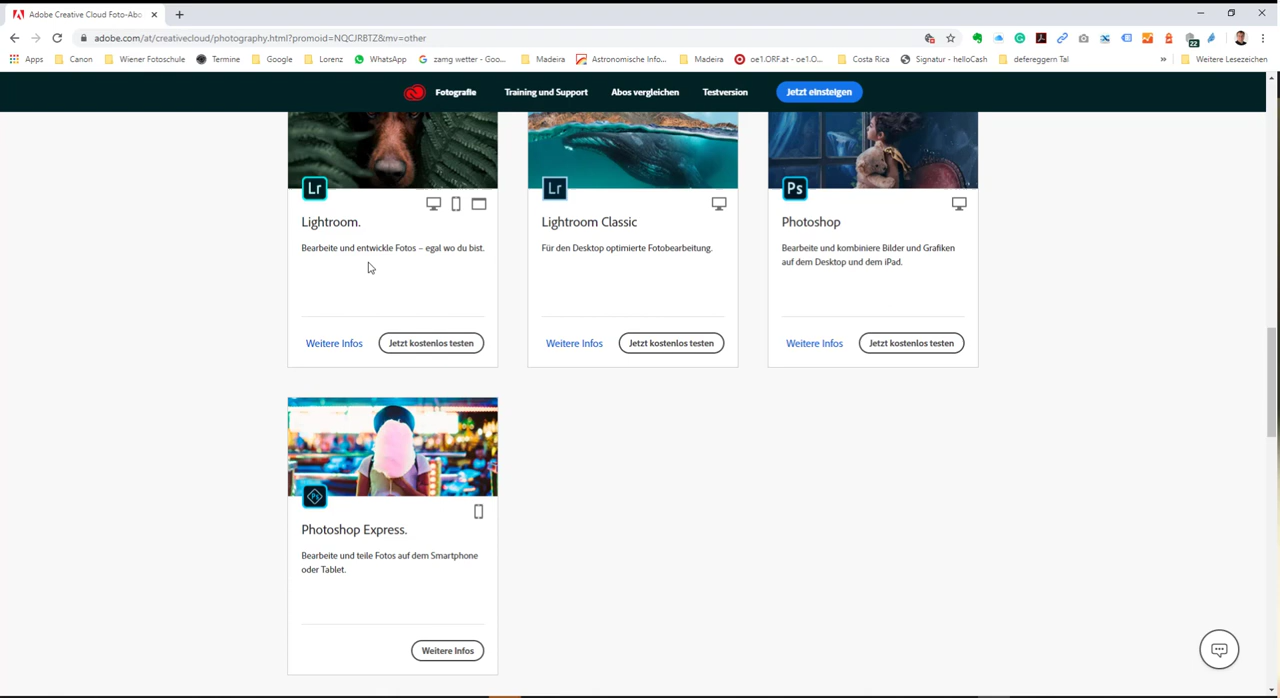 Adobe Creative Cloud Foto-Abo
adobe.com/at/creativecloud/photography.html?promoid=NQCJRBTZ&mv=other
22
Apps Canon Wiener Fotoschule Termine Google Lorenz WhatsApp zamg wetter - Goo... Madeira Astronomische Info... Madeira oe1.ORF.at - oe1.O... Costa Rica Signatur - helloCash defereggern Tal » Weitere Lesezeichen
Fotografie Training und Support Abos vergleichen Testversion Jetzt einsteigen
Lr
Lightroom.
Bearbeite und entwickle Fotos – egal wo du bist.
Weitere Infos Jetzt kostenlos testen
Lr
Lightroom Classic
Für den Desktop optimierte Fotobearbeitung.
Weitere Infos Jetzt kostenlos testen
Ps
Photoshop
Bearbeite und kombiniere Bilder und Grafiken
auf dem Desktop und dem iPad.
Weitere Infos Jetzt kostenlos testen
Ps
Photoshop Express.
Bearbeite und teile Fotos auf dem Smartphone
oder Tablet.
Weitere Infos